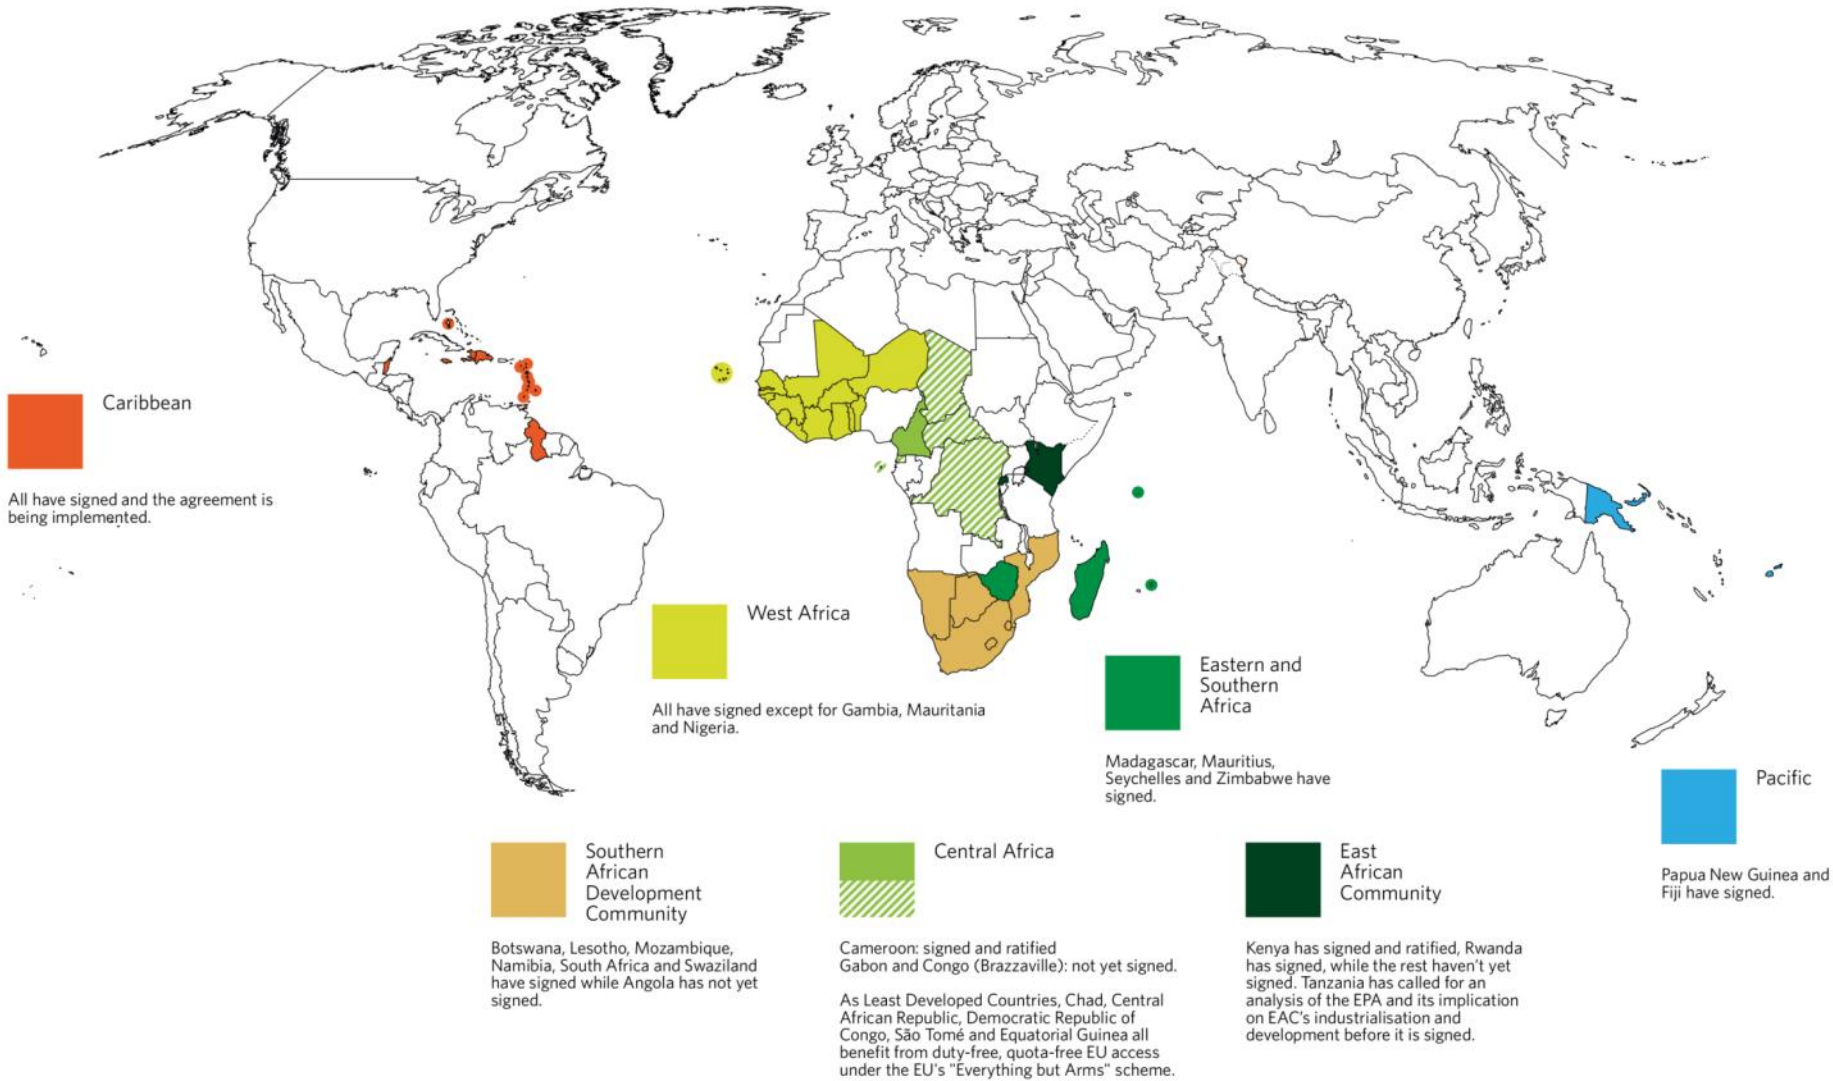 Caribbean
All have signed and the agreement is
being implemented.
West Africa
All have signed except for Gambia, Mauritania
and Nigeria.
Eastern and
Southern
Africa
Madagascar, Mauritius,
Seychelles and Zimbabwe have
signed.
Pacific
Papua New Guinea and
Fiji have signed.
Southern
African
Development
Community
Botswana, Lesotho, Mozambique,
Namibia, South Africa and Swaziland
have signed while Angola has not yet
signed.
Central Africa
Cameroon: signed and ratified
Gabon and Congo (Brazzaville): not yet signed.
As Least Developed Countries, Chad, Central
African Republic, Democratic Republic of
Congo, São Tomé and Equatorial Guinea all
benefit from duty-free, quota-free EU access
under the EU's "Everything but Arms" scheme.
East
African
Community
Kenya has signed and ratified, Rwanda
has signed, while the rest haven't yet
signed. Tanzania has called for an
analysis of the EPA and its implication
on EAC's industrialisation and
development before it is signed.